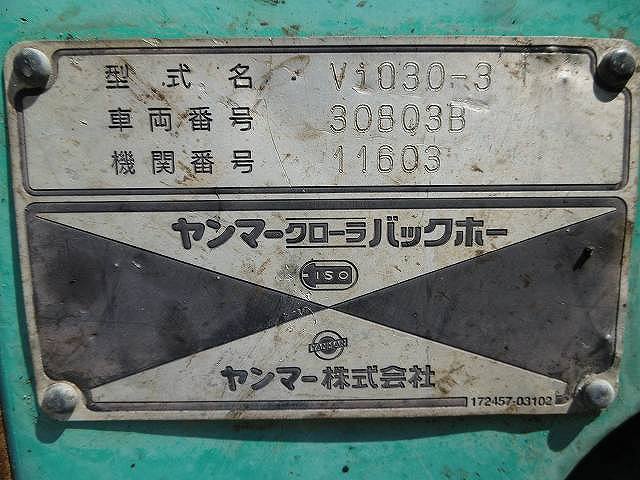 型式名 ViO30-3
車両番号 30803B
機関番号 11603
ヤンマークローラバックホー
ISO
YANMAR
ヤンマー株式会社
172457-03102